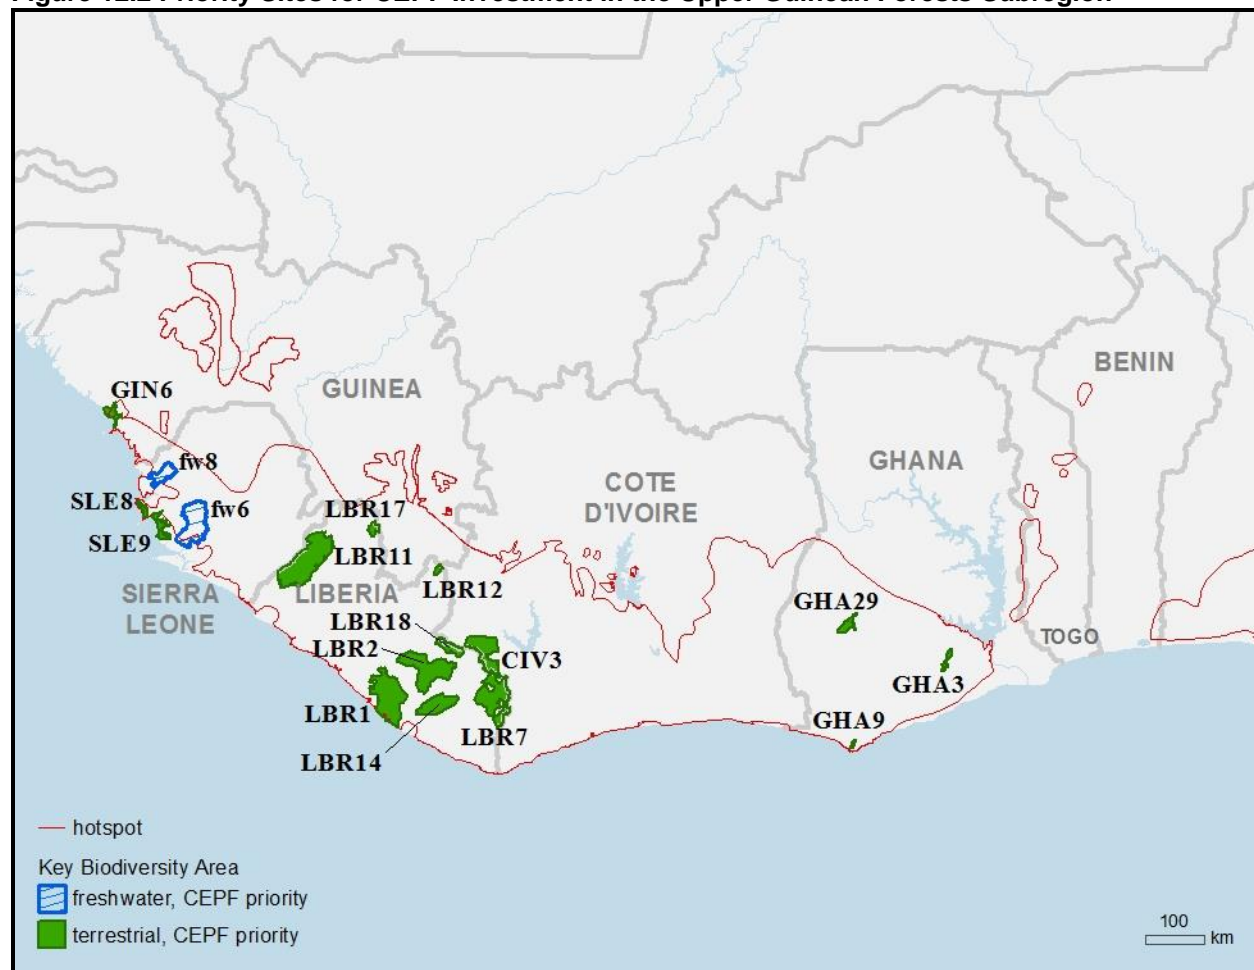 Figure 12.2 Priority Sites for CEPF Investment in the Upper Guinean Forests Subregion
BENIN
GUINEA
GIN6
GHANA
fw8
COTE
D'IVOIRE
SLE8
fw6
LBR17
SLE9
LBR11
LBR12
SIERRA
LEONE
LIBERIA
GHA29
LBR18
TOGO
LBR2
CIV3
GHA3
LBR1
GHA9
LBR7
LBR14
hotspot
Key Biodiversity Area
freshwater, CEPF priority
terrestrial, CEPF priority
100
km